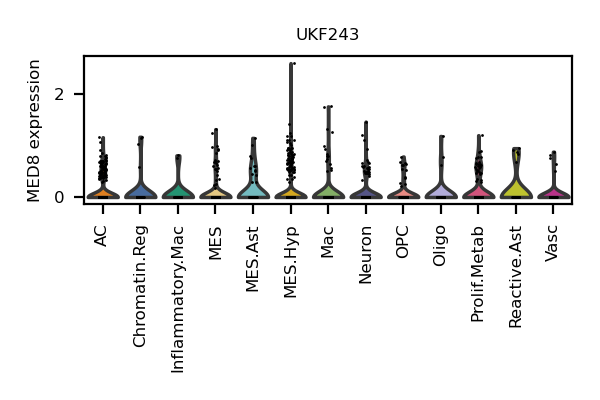 UKF243
MED8 expression
2
0
AC
Chromatin.Reg
Inflammatory.Mac
MES
MES.Ast
MES.Hyp
Mac
Neuron
OPC
Oligo
Prolif.Metab
Reactive.Ast
Vasc